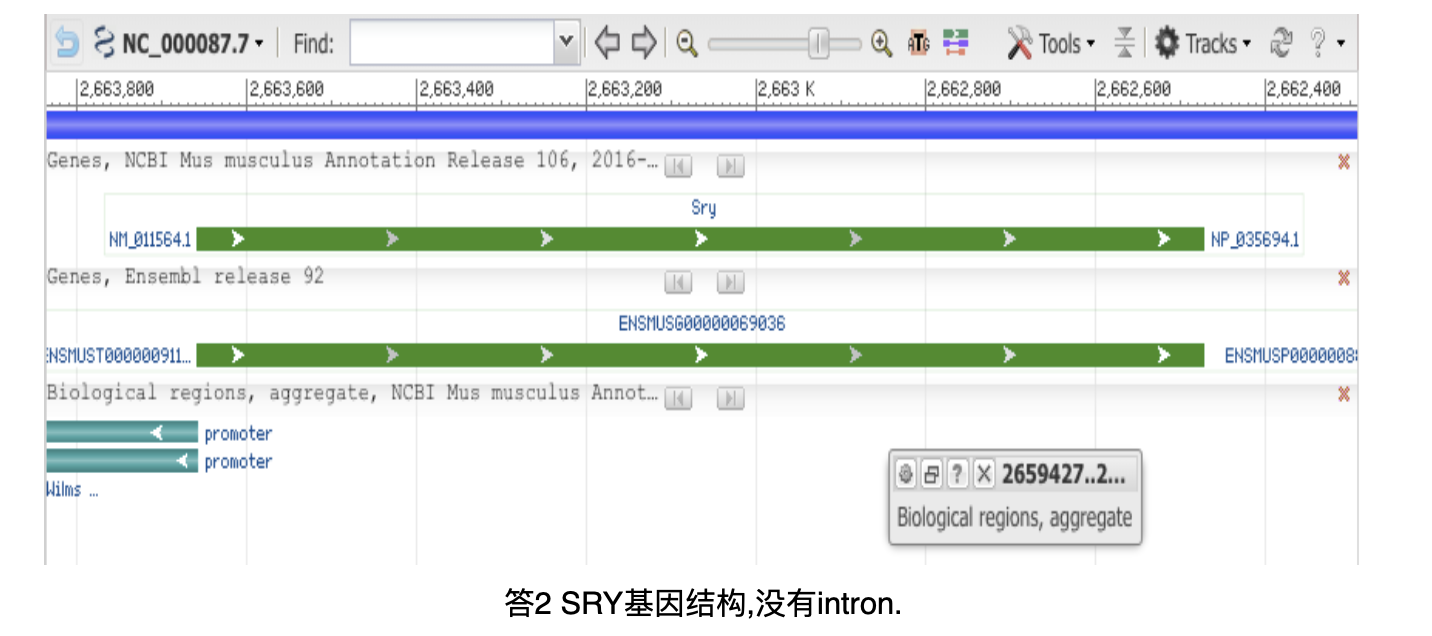 NC_000087.7 Find: ATG Tools Tracks ?
2,663,800 2,663,600 2,663,400 2,663,200 2,663 K 2,662,800 2,662,600 2,662,400
Genes, NCBI Mus musculus Annotation Release 106, 2016-…
Sry
NM_011564.1 NP_035694.1
Genes, Ensembl release 92
ENSMUSG00000069036
ENSMUST000000911… ENSMUSP0000008
Biological regions, aggregate, NCBI Mus musculus Annot…
promoter
promoter
Wilms …
? X 2659427..2...
Biological regions, aggregate
答2 SRY基因结构,没有intron.